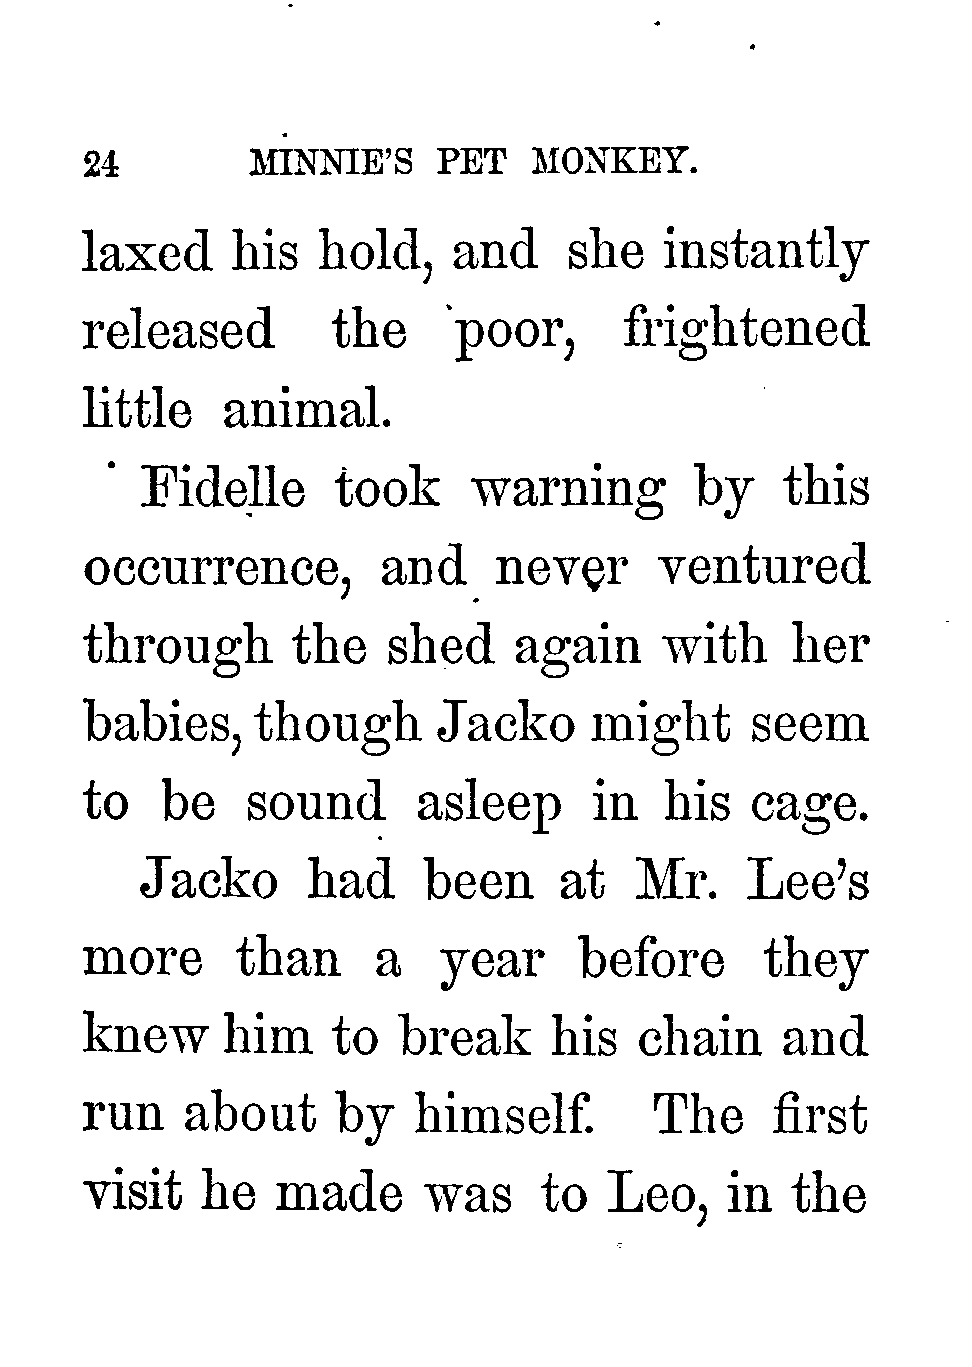 24 MINNIE'S PET MONKEY.
laxed his hold, and she instantly
released the poor, frightened
little animal.
Fidelle took warning by this
occurrence, and never ventured
through the shed again with her
babies, though Jacko might seem
to be sound asleep in his cage.
Jacko had been at Mr. Lee's
more than a year before they
knew him to break his chain and
run about by himself. The first
visit he made was to Leo, in the